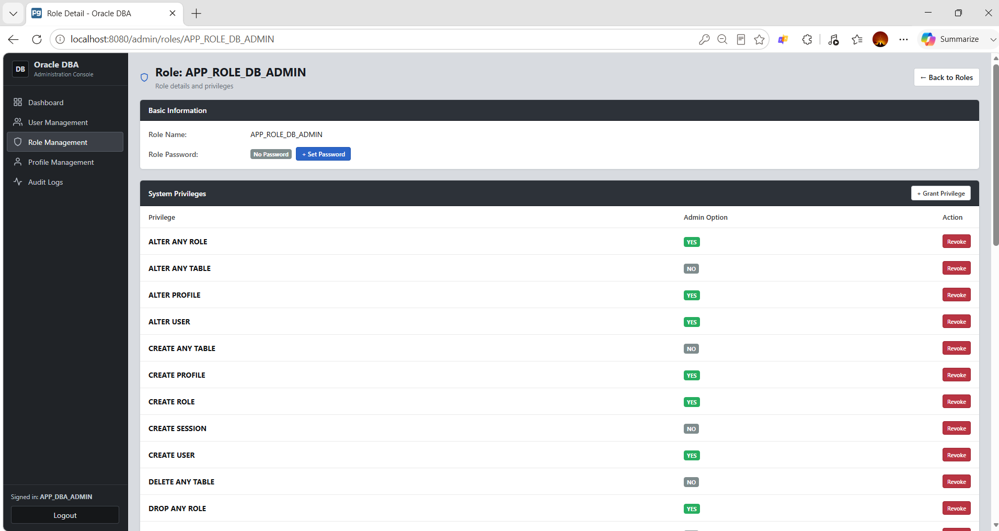 Role Detail - Oracle DBA
localhost:8080/admin/roles/APP_ROLE_DB_ADMIN
Summarize
DB
Oracle DBA
Administration Console
Dashboard
User Management
Role Management
Profile Management
Audit Logs
Signed in: APP_DBA_ADMIN
Logout
Role: APP_ROLE_DB_ADMIN
Role details and privileges
← Back to Roles
Basic Information
Role Name: APP_ROLE_DB_ADMIN
Role Password: No Password + Set Password
System Privileges + Grant Privilege
Privilege Admin Option Action
ALTER ANY ROLE YES Revoke
ALTER ANY TABLE NO Revoke
ALTER PROFILE YES Revoke
ALTER USER YES Revoke
CREATE ANY TABLE NO Revoke
CREATE PROFILE YES Revoke
CREATE ROLE YES Revoke
CREATE SESSION NO Revoke
CREATE USER YES Revoke
DELETE ANY TABLE NO Revoke
DROP ANY ROLE YES Revoke